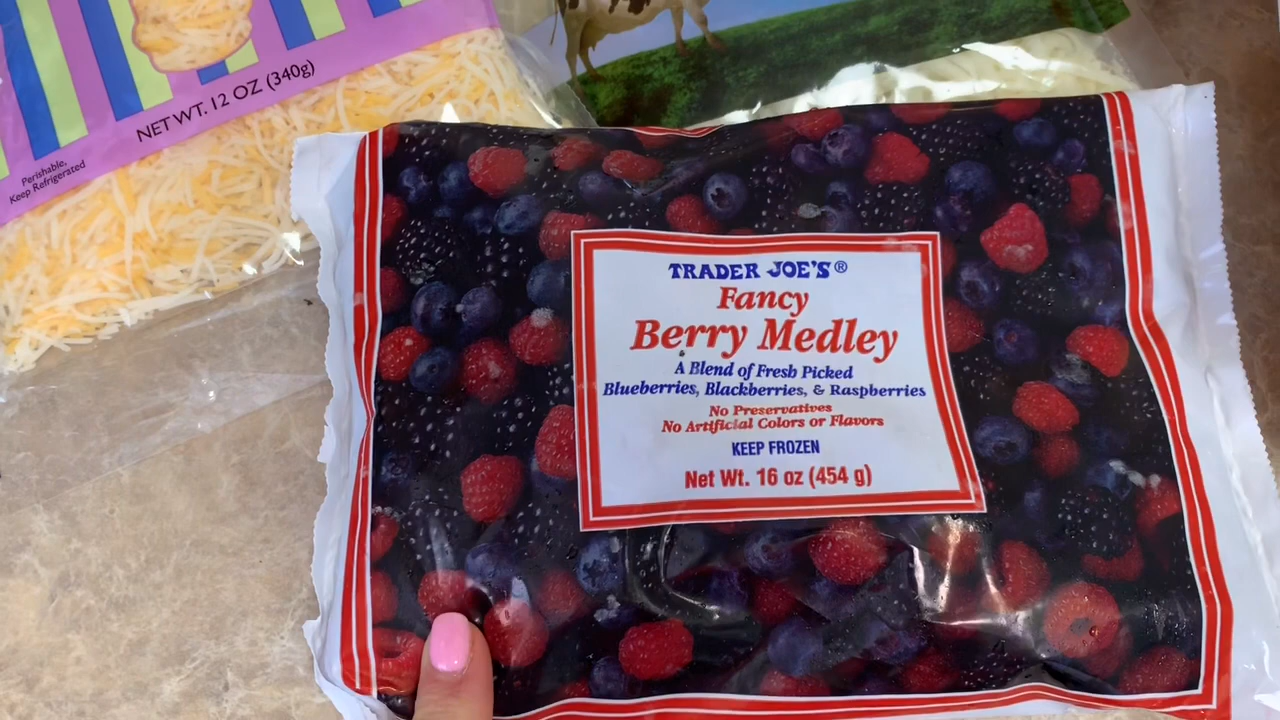 NET WT. 12 OZ (340g)
Perishable,
Keep Refrigerated
TRADER JOE'S®
Fancy
Berry Medley
A Blend of Fresh Picked
Blueberries, Blackberries, & Raspberries
No Preservatives
No Artificial Colors or Flavors
KEEP FROZEN
Net Wt. 16 oz (454 g)